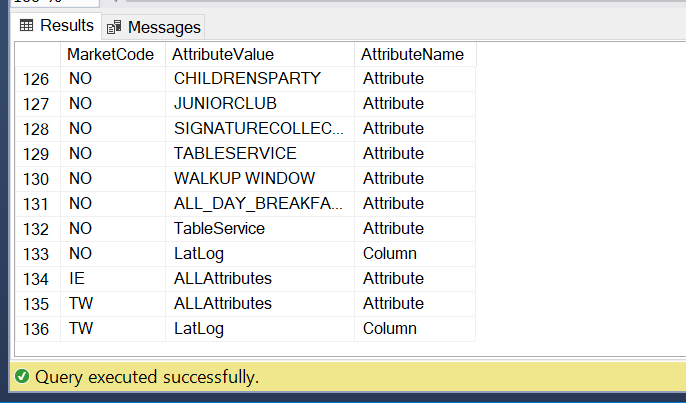 Results Messages
MarketCode AttributeValue AttributeName
126 NO CHILDRENSPARTY Attribute
127 NO JUNIORCLUB Attribute
128 NO SIGNATURECOLLEC... Attribute
129 NO TABLESERVICE Attribute
130 NO WALKUP WINDOW Attribute
131 NO ALL_DAY_BREAKFA... Attribute
132 NO TableService Attribute
133 NO LatLog Column
134 IE ALLAttributes Attribute
135 TW ALLAttributes Attribute
136 TW LatLog Column
Query executed successfully.